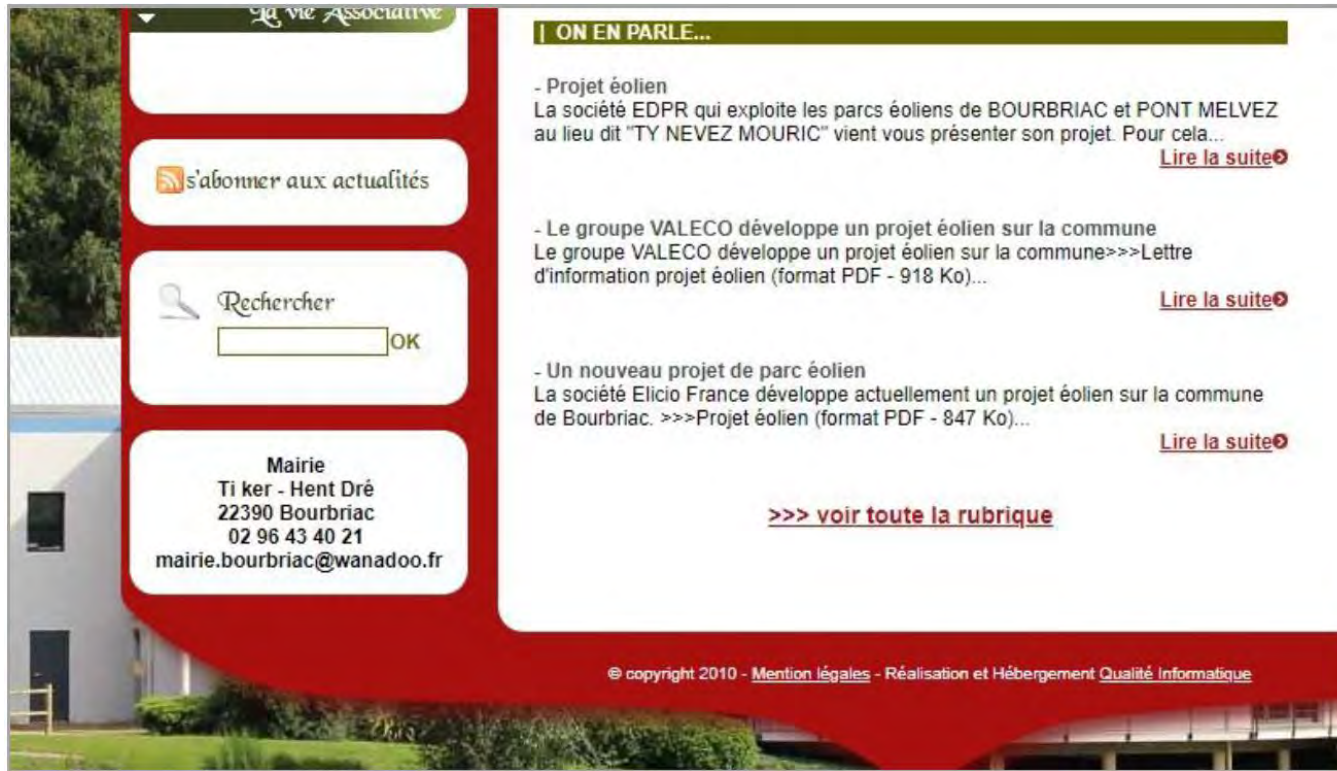 La vie Associative
s'abonner aux actualités
Rechercher
OK
Mairie
Ti ker - Hent Dré
22390 Bourbriac
02 96 43 40 21
mairie.bourbriac@wanadoo.fr
| ON EN PARLE...
- Projet éolien
La société EDPR qui exploite les parcs éoliens de BOURBRIAC et PONT MELVEZ
au lieu dit "TY NEVEZ MOURIC" vient vous présenter son projet. Pour cela...
Lire la suite
- Le groupe VALECO développe un projet éolien sur la commune
Le groupe VALECO développe un projet éolien sur la commune>>>Lettre
d'information projet éolien (format PDF - 918 Ko)...
Lire la suite
- Un nouveau projet de parc éolien
La société Elicio France développe actuellement un projet éolien sur la commune
de Bourbriac. >>>Projet éolien (format PDF - 847 Ko)...
Lire la suite
>>> voir toute la rubrique
© copyright 2010 - Mention légales - Réalisation et Hébergement Qualité Informatique